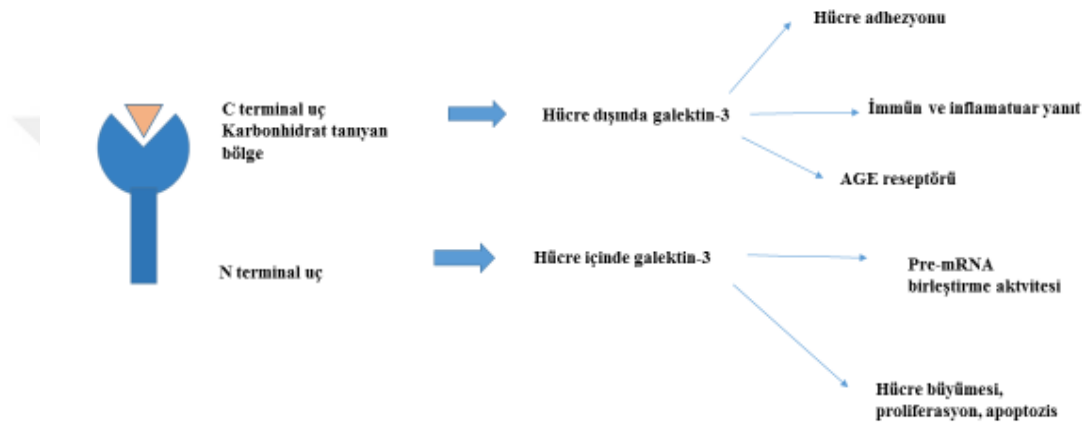 Hücre adhezyonu
C terminal uç
Karbonhidrat tanıyan
bölge
Hücre dışında galektin-3
İmmün ve inflamatuar yanıt
AGE reseptörü
N terminal uç
Hücre içinde galektin-3
Pre-mRNA
birleştirme aktvitesi
Hücre büyümesi,
proliferasyon, apoptozis